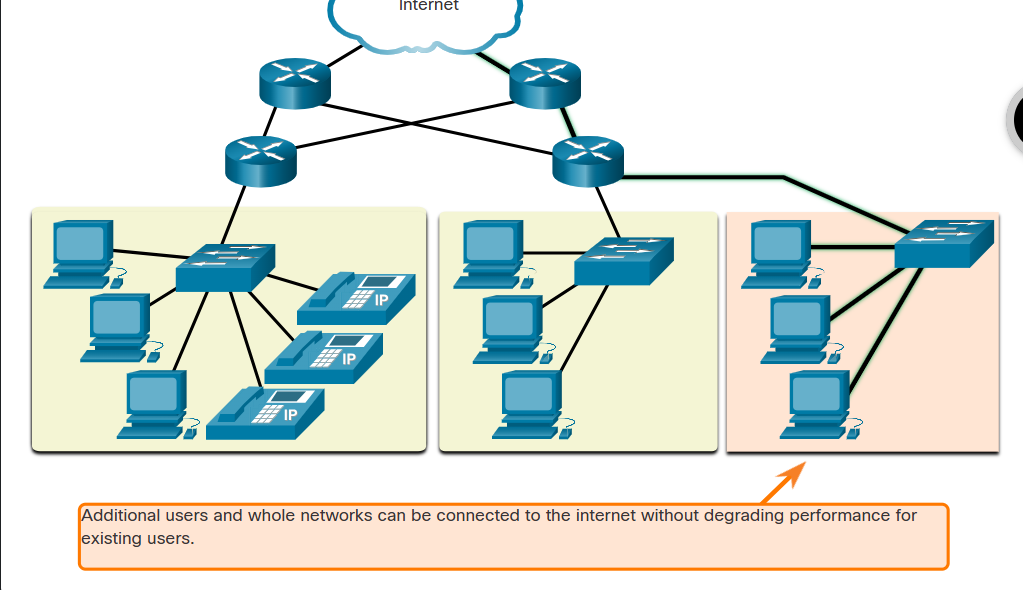 Internet
IP
IP
IP
Additional users and whole networks can be connected to the internet without degrading performance for
existing users.